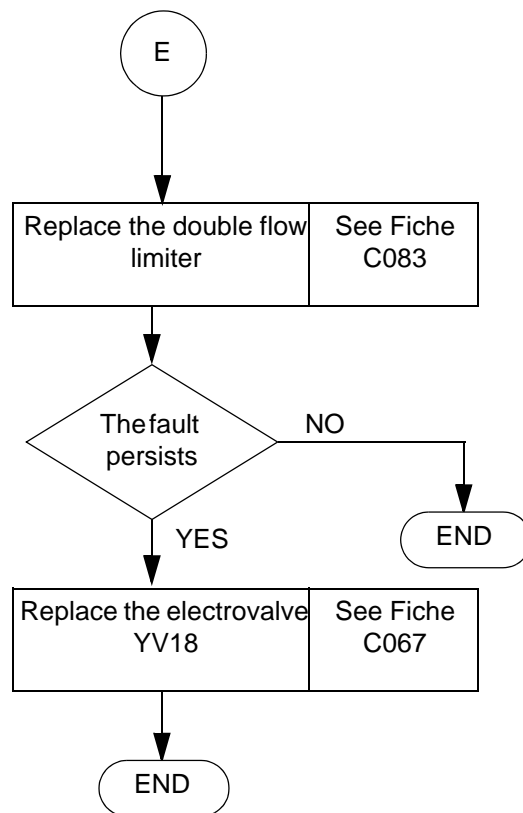 E
Replace the double flow
limiter
See Fiche
C083
The fault
persists
NO
END
YES
Replace the electrovalve
YV18
See Fiche
C067
END